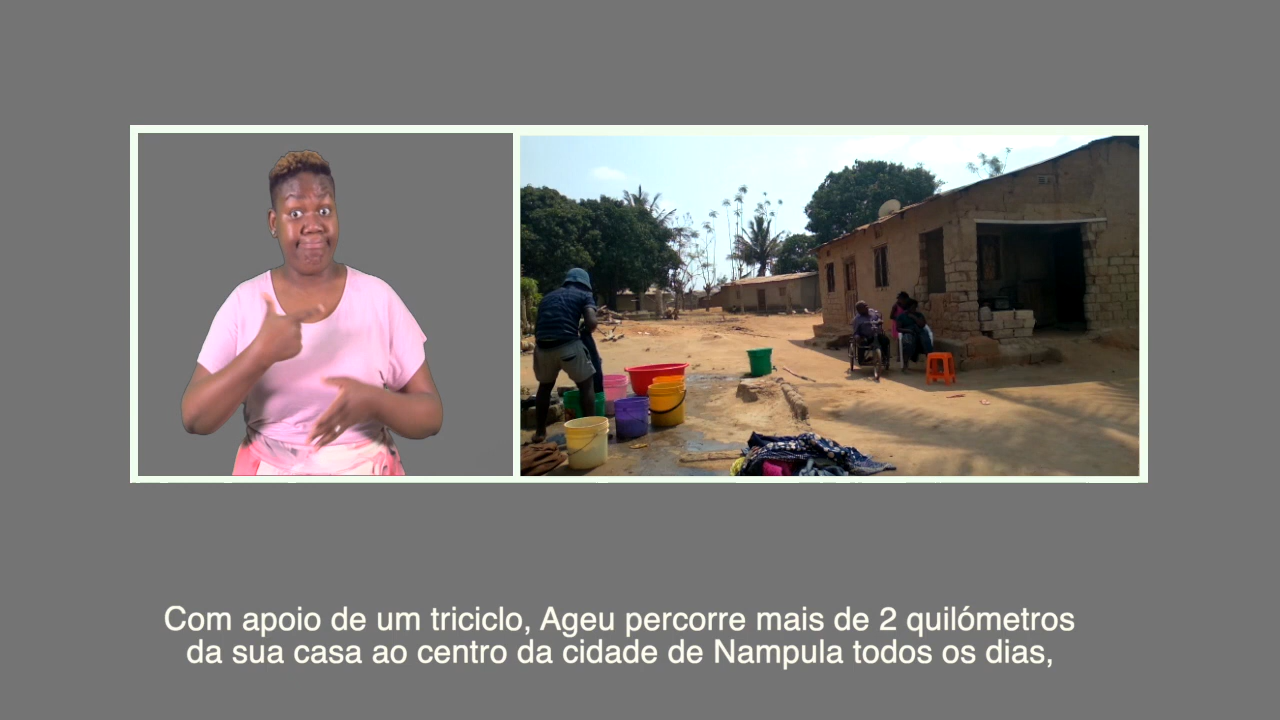 Com apoio de um triciclo, Ageu percorre mais de 2 quilómetros
da sua casa ao centro da cidade de Nampula todos os dias,